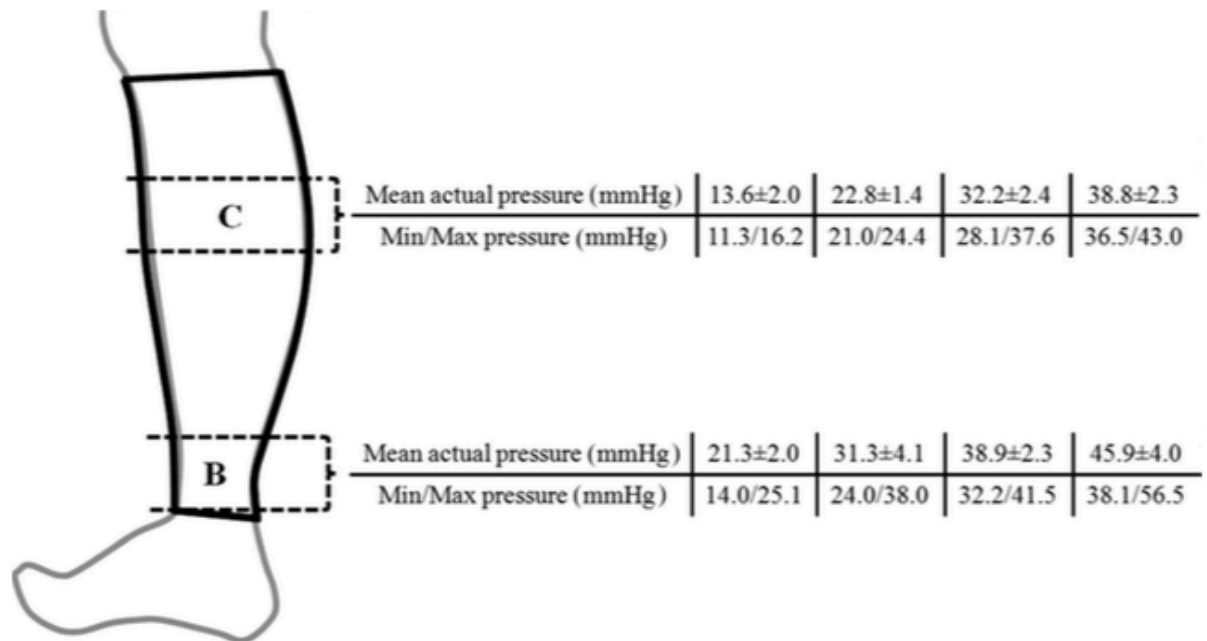 C
Mean actual pressure (mmHg) 13.6±2.0 22.8±1.4 32.2±2.4 38.8±2.3
Min/Max pressure (mmHg) 11.3/16.2 21.0/24.4 28.1/37.6 36.5/43.0
B
Mean actual pressure (mmHg) 21.3±2.0 31.3±4.1 38.9±2.3 45.9±4.0
Min/Max pressure (mmHg) 14.0/25.1 24.0/38.0 32.2/41.5 38.1/56.5